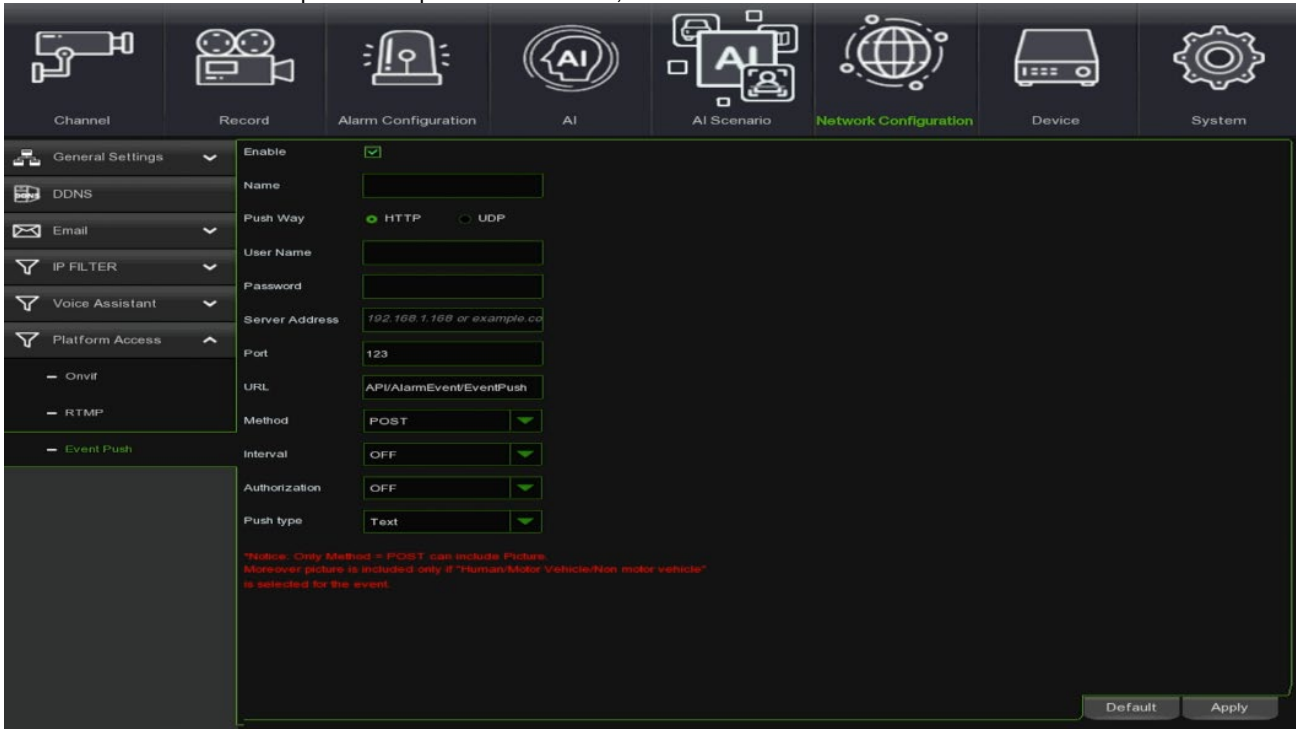 Channel
Record
Alarm Configuration
AI
AI
AI Scenario
Network Configuration
Device
System
General Settings
DDNS
DDNS
Email
IP FILTER
Voice Assistant
Platform Access
Onvif
RTMP
Event Push
Enable
Name
Push Way HTTP UDP
User Name
Password
Server Address 192.168.1.168 or example.co
Port 123
URL API/AlarmEvent/EventPush
Method POST
Interval OFF
Authorization OFF
Push type Text
*Notice: Only Method = POST can include Picture.
Moreover picture is included only if "Human/Motor Vehicle/Non motor vehicle"
is selected for the event.
Default Apply